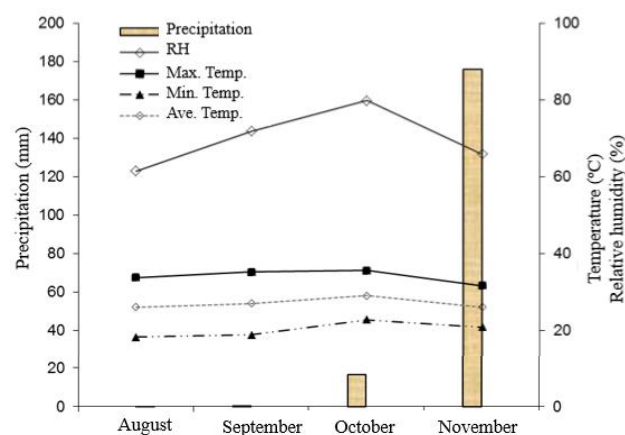 Precipitation
RH
Max. Temp.
Min. Temp.
Ave. Temp.
Precipitation (mm)
200
180
160
140
120
100
80
60
40
20
0
100
80
60
40
20
0
Temperature (ºC)
Relative humidity (%)
August
September
October
November